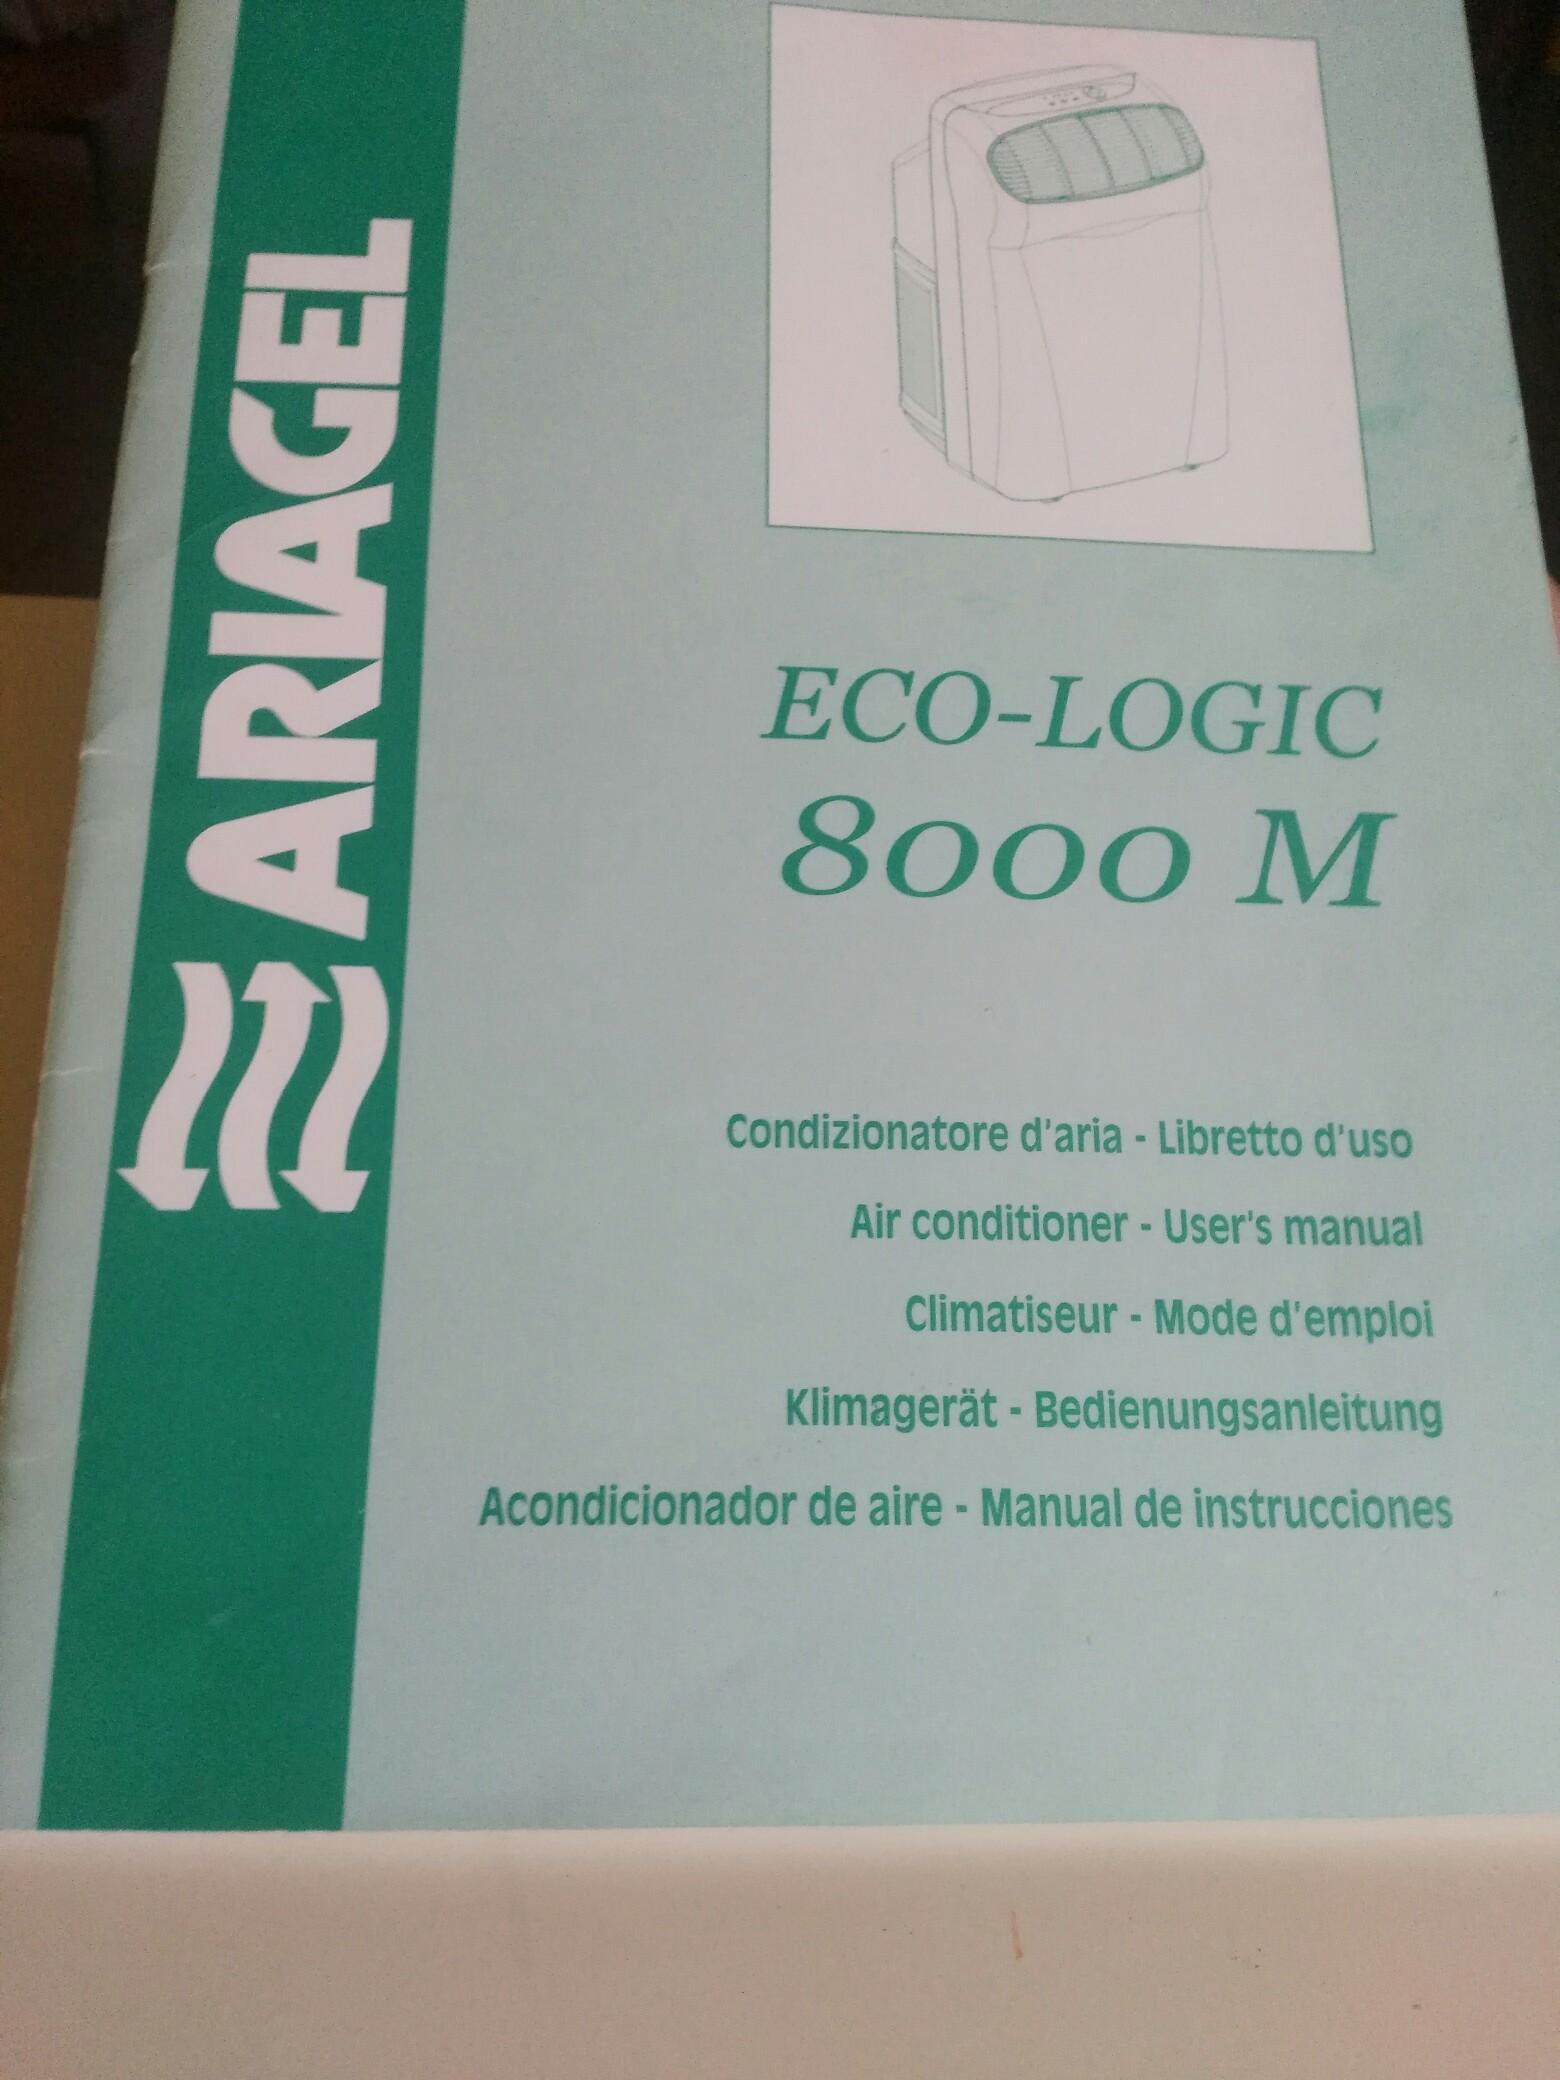 ARIAGEL
ECO-LOGIC
8000 M
Condizionatore d'aria - Libretto d'uso
Air conditioner - User's manual
Climatiseur - Mode d'emploi
Klimagerät - Bedienungsanleitung
Acondicionador de aire - Manual de instrucciones